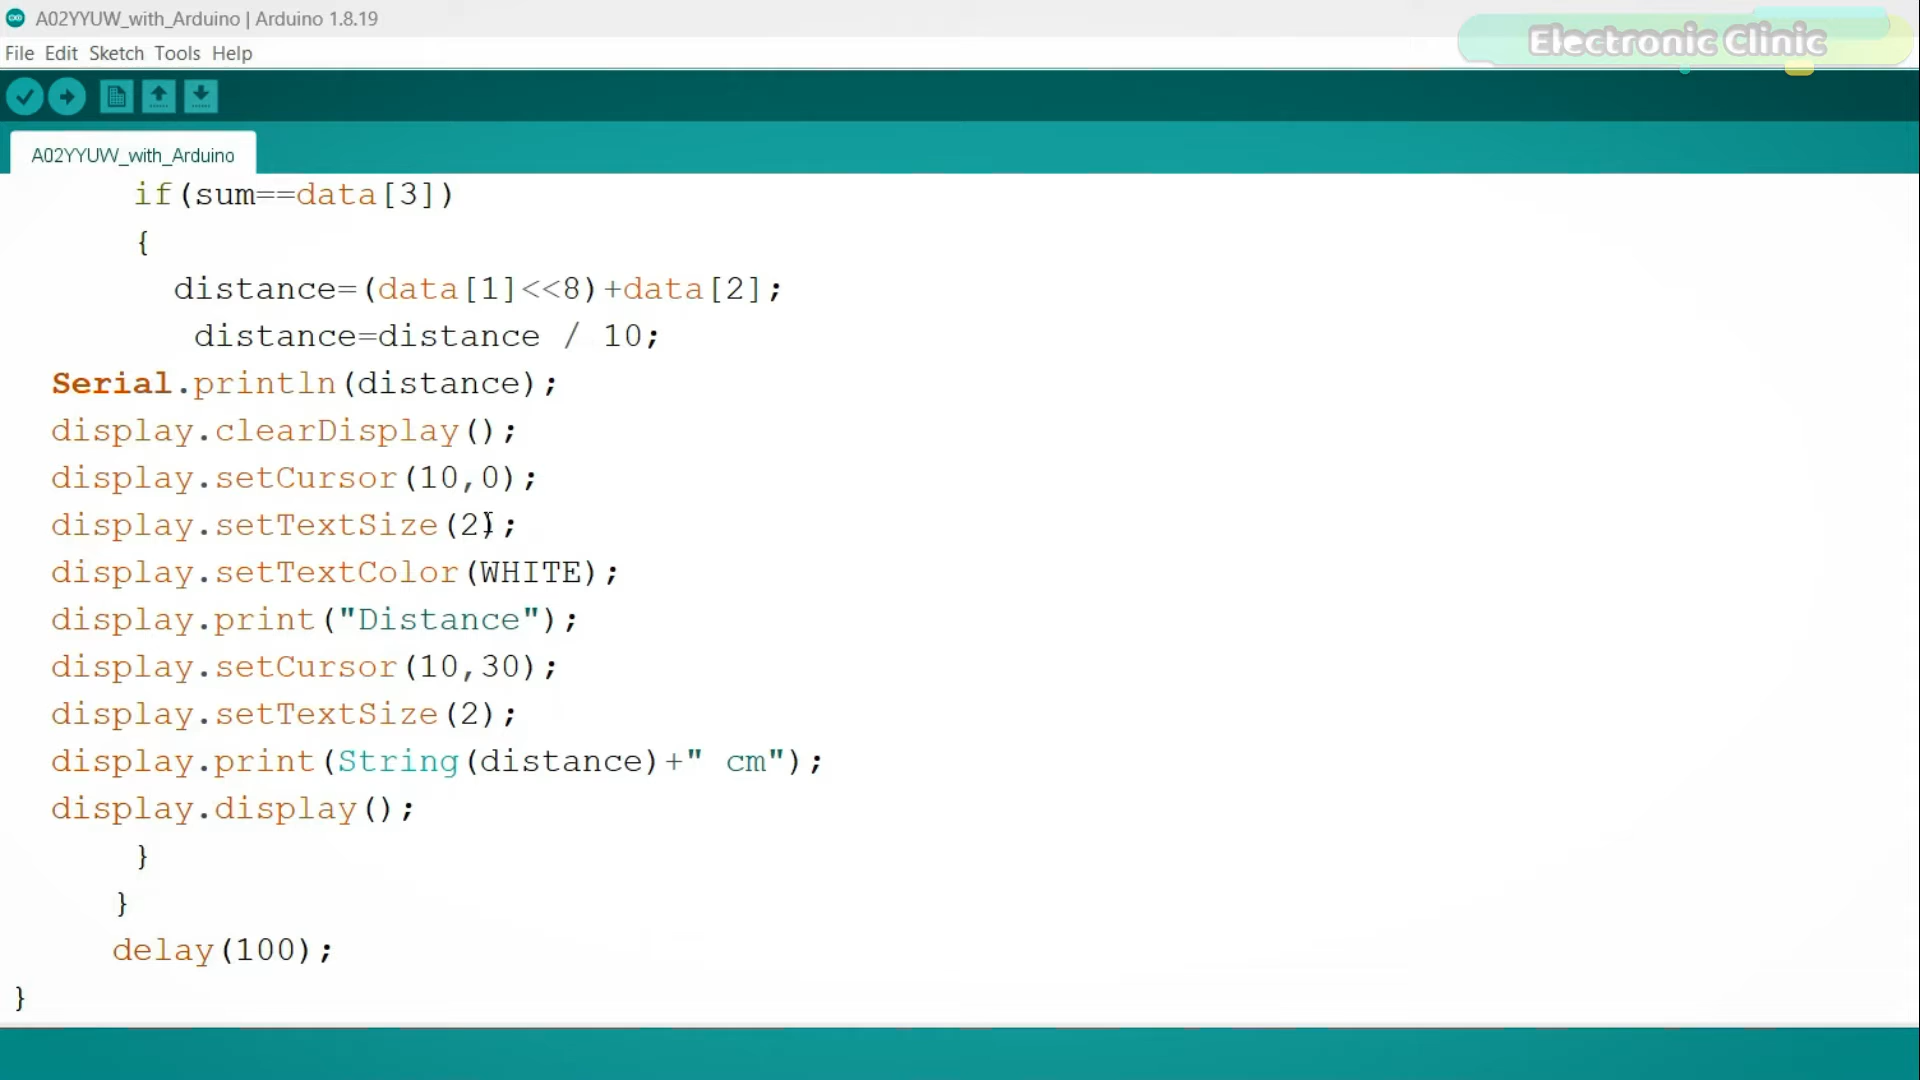 A02YYUW_with_Arduino | Arduino 1.8.19
Electronic Clinic
File Edit Sketch Tools Help
A02YYUW_with_Arduino
if(sum==data[3])
{
distance=(data[1]<<8)+data[2];
distance=distance / 10;
Serial.println(distance);
display.clearDisplay();
display.setCursor(10,0);
display.setTextSize(2);
display.setTextColor(WHITE);
display.print("Distance");
display.setCursor(10,30);
display.setTextSize(2);
display.print(String(distance)+" cm");
display.display();
}
}
delay(100);
}